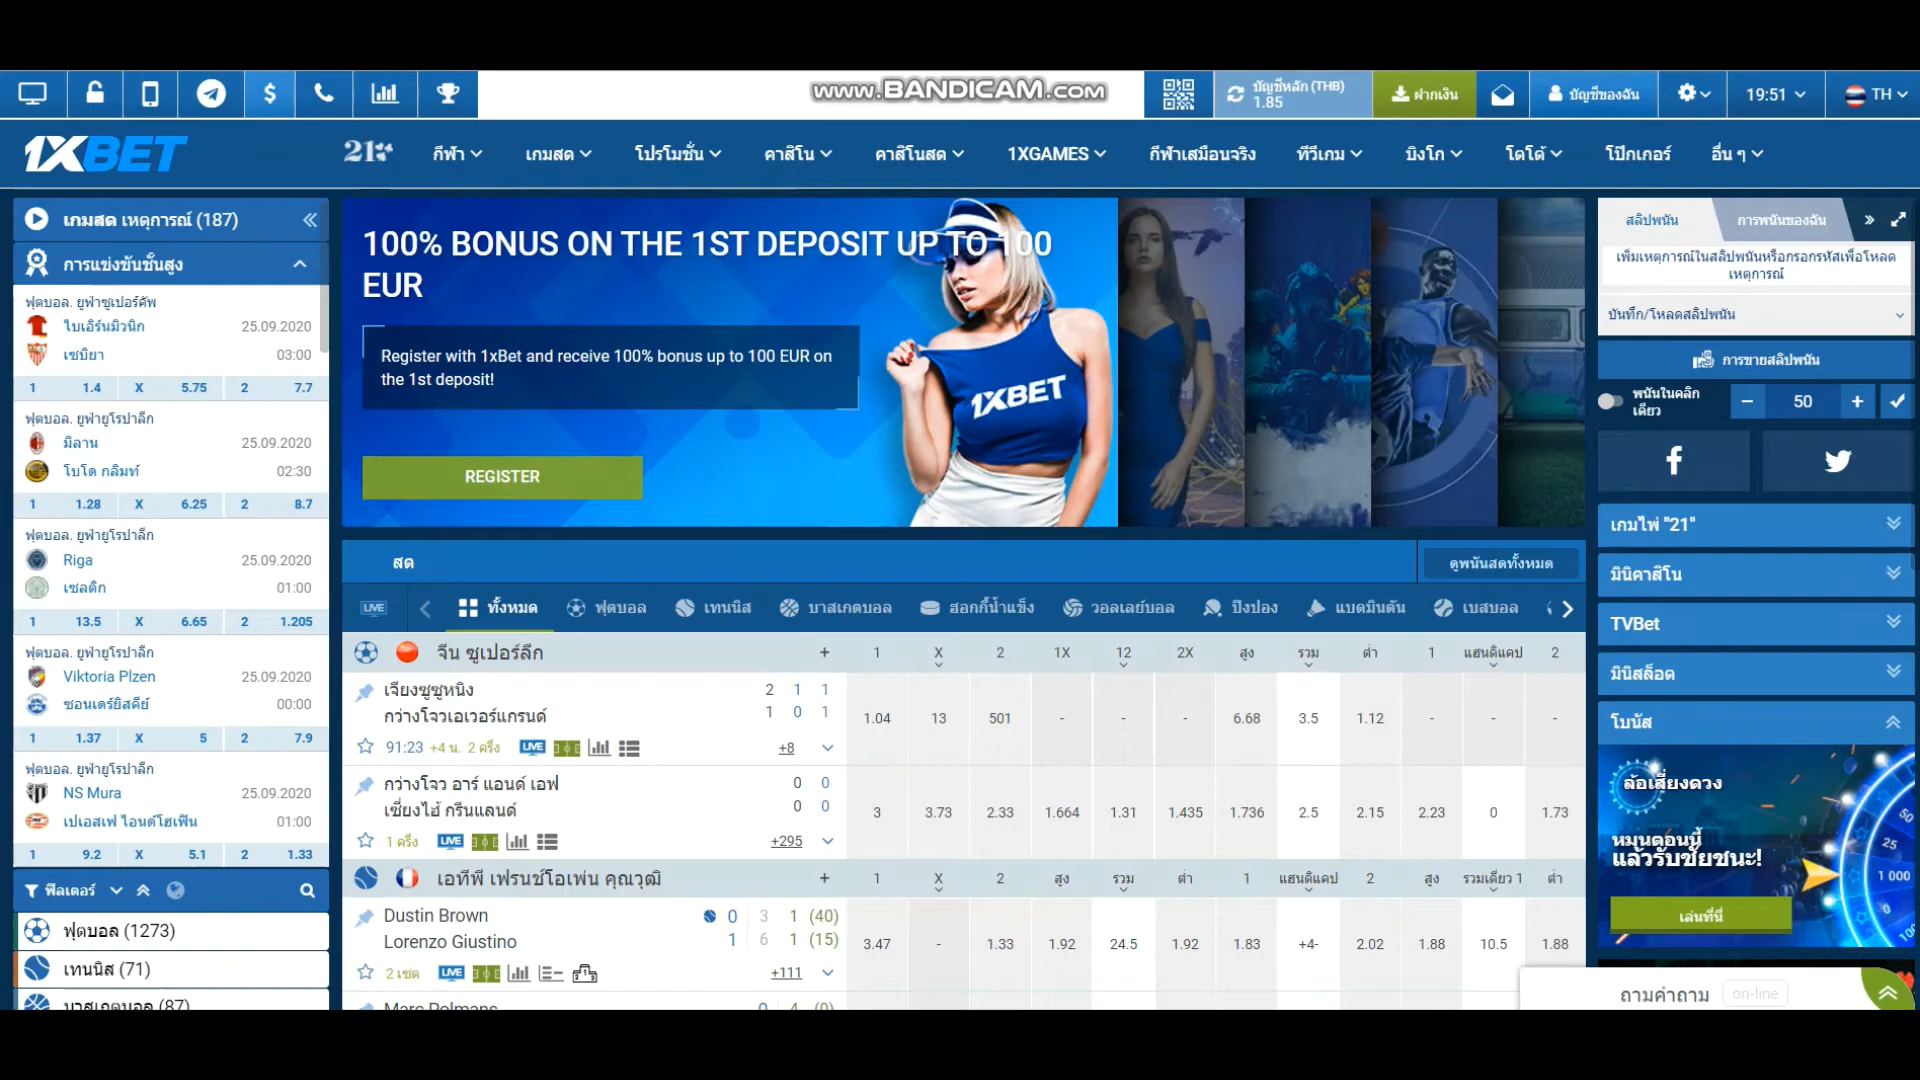 www.BANDICAM.com
บัญชีหลัก (THB)
1.85
ฝากเงิน
บัญชีของฉัน
19:51
TH
1XBET
21
กีฬา
เกมสด
โปรโมชั่น
คาสิโน
คาสิโนสด
1XGAMES
กีฬาเสมือนจริง
ทีวีเกม
บิงโก
โตโต้
โป๊กเกอร์
อื่น ๆ
เกมสด เหตุการณ์ (187)
การแข่งขันชั้นสูง
ฟุตบอล. ยูฟ่าซูเปอร์คัพ
ไบเอิร์นมิวนิก 25.09.2020
เซบิยา 03:00
1 1.4 X 5.75 2 7.7
ฟุตบอล. ยูฟ่ายูโรปาลีก
มิลาน 25.09.2020
โบโด กลิมท์ 02:30
1 1.28 X 6.25 2 8.7
ฟุตบอล. ยูฟ่ายูโรปาลีก
Riga 25.09.2020
เซลติก 01:00
1 13.5 X 6.65 2 1.205
ฟุตบอล. ยูฟ่ายูโรปาลีก
Viktoria Plzen 25.09.2020
ซอนเดร์ยิสคีย์ 00:00
1 1.37 X 5 2 7.9
ฟุตบอล. ยูฟ่ายูโรปาลีก
NS Mura 25.09.2020
เปเอสเฟ ไอนด์โฮเฟ่น 01:00
1 9.2 X 5.1 2 1.33
ฟิลเตอร์
ฟุตบอล (1273)
เทนนิส (71)
บาสเกตบอล (87)
100% BONUS ON THE 1ST DEPOSIT UP TO 100
EUR
Register with 1xBet and receive 100% bonus up to 100 EUR on
the 1st deposit!
REGISTER
1XBET
สด
ดูพนันสดทั้งหมด
LIVE ทั้งหมด ฟุตบอล เทนนิส บาสเกตบอล ฮอกกี้น้ำแข็ง วอลเลย์บอล ปิงปอง แบดมินตัน เบสบอล
จีน ซูเปอร์ลีก + 1 X 2 1X 12 2X สูง รวม ต่ำ 1 แฮนดิแคป 2
เจียงซูซูหนิง 2 1 1
กว่างโจวเอเวอร์แกรนด์ 1 0 1
1.04 13 501 - - - 6.68 3.5 1.12 - - -
91:23 +4 น. 2 ครึ่ง LIVE +8
กว่างโจว อาร์ แอนด์ เอฟ 0 0
เซี่ยงไฮ้ กรีนแลนด์ 0 0
3 3.73 2.33 1.664 1.31 1.435 1.736 2.5 2.15 2.23 0 1.73
1 ครึ่ง LIVE +295
เอทีพี เฟรนช์โอเพ่น คุณวุฒิ + 1 X 2 สูง รวม ต่ำ 1 แฮนดิแคป 2 สูง รวมเดี่ยว 1 ต่ำ
Dustin Brown 0 3 1 (40)
Lorenzo Giustino 1 6 1 (15)
3.47 - 1.33 1.92 24.5 1.92 1.83 +4- 2.02 1.88 10.5 1.88
2 เซต LIVE +111
Marc Polmans 0 4 (0)
สลิปพนัน
การพนันของฉัน
เพิ่มเหตุการณ์ในสลิปพนันหรือกรอกรหัสเพื่อโหลด
เหตุการณ์
บันทึก/โหลดสลิปพนัน
การขายสลิปพนัน
พนันในคลิก
เดียว
− 50 +
เกมไพ่ "21"
มินิคาสิโน
TVBet
มินิสล็อต
โบนัส
ล้อเสี่ยงดวง
หมุนตอนนี้
แล้วรับชัยชนะ!
50
25
1 000
0
100
เล่นที่นี่
ถามคำถาม on-line